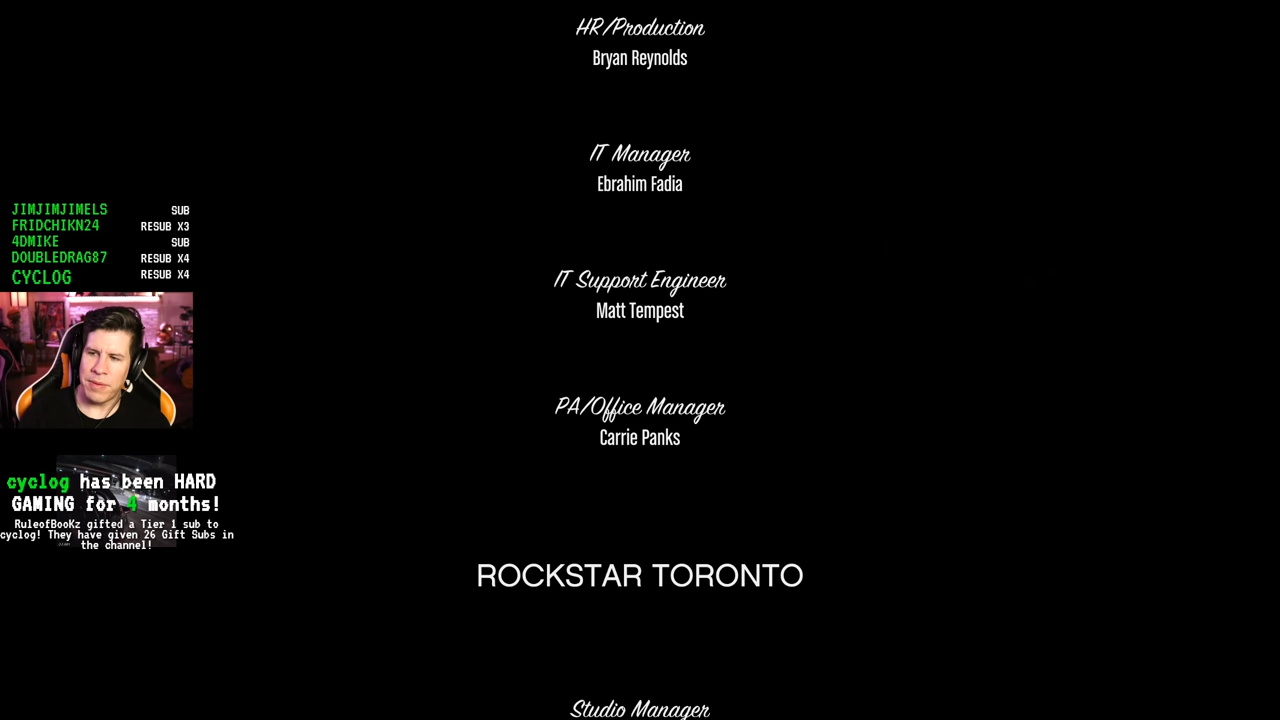 HR/Production
Bryan Reynolds
IT Manager
Ebrahim Fadia
IT Support Engineer
Matt Tempest
PA/Office Manager
Carrie Panks
ROCKSTAR TORONTO
Studio Manager
JIMJIMJIMELS SUB
FRIDCHIKN24 RESUB X3
4DMIKE SUB
DOUBLEDRAG87 RESUB X4
CYCLOG RESUB X4
cyclog has been HARD
GAMING for 4 months!
RuleofBooKz gifted a Tier 1 sub to
cyclog! They have given 26 Gift Subs in
the channel!